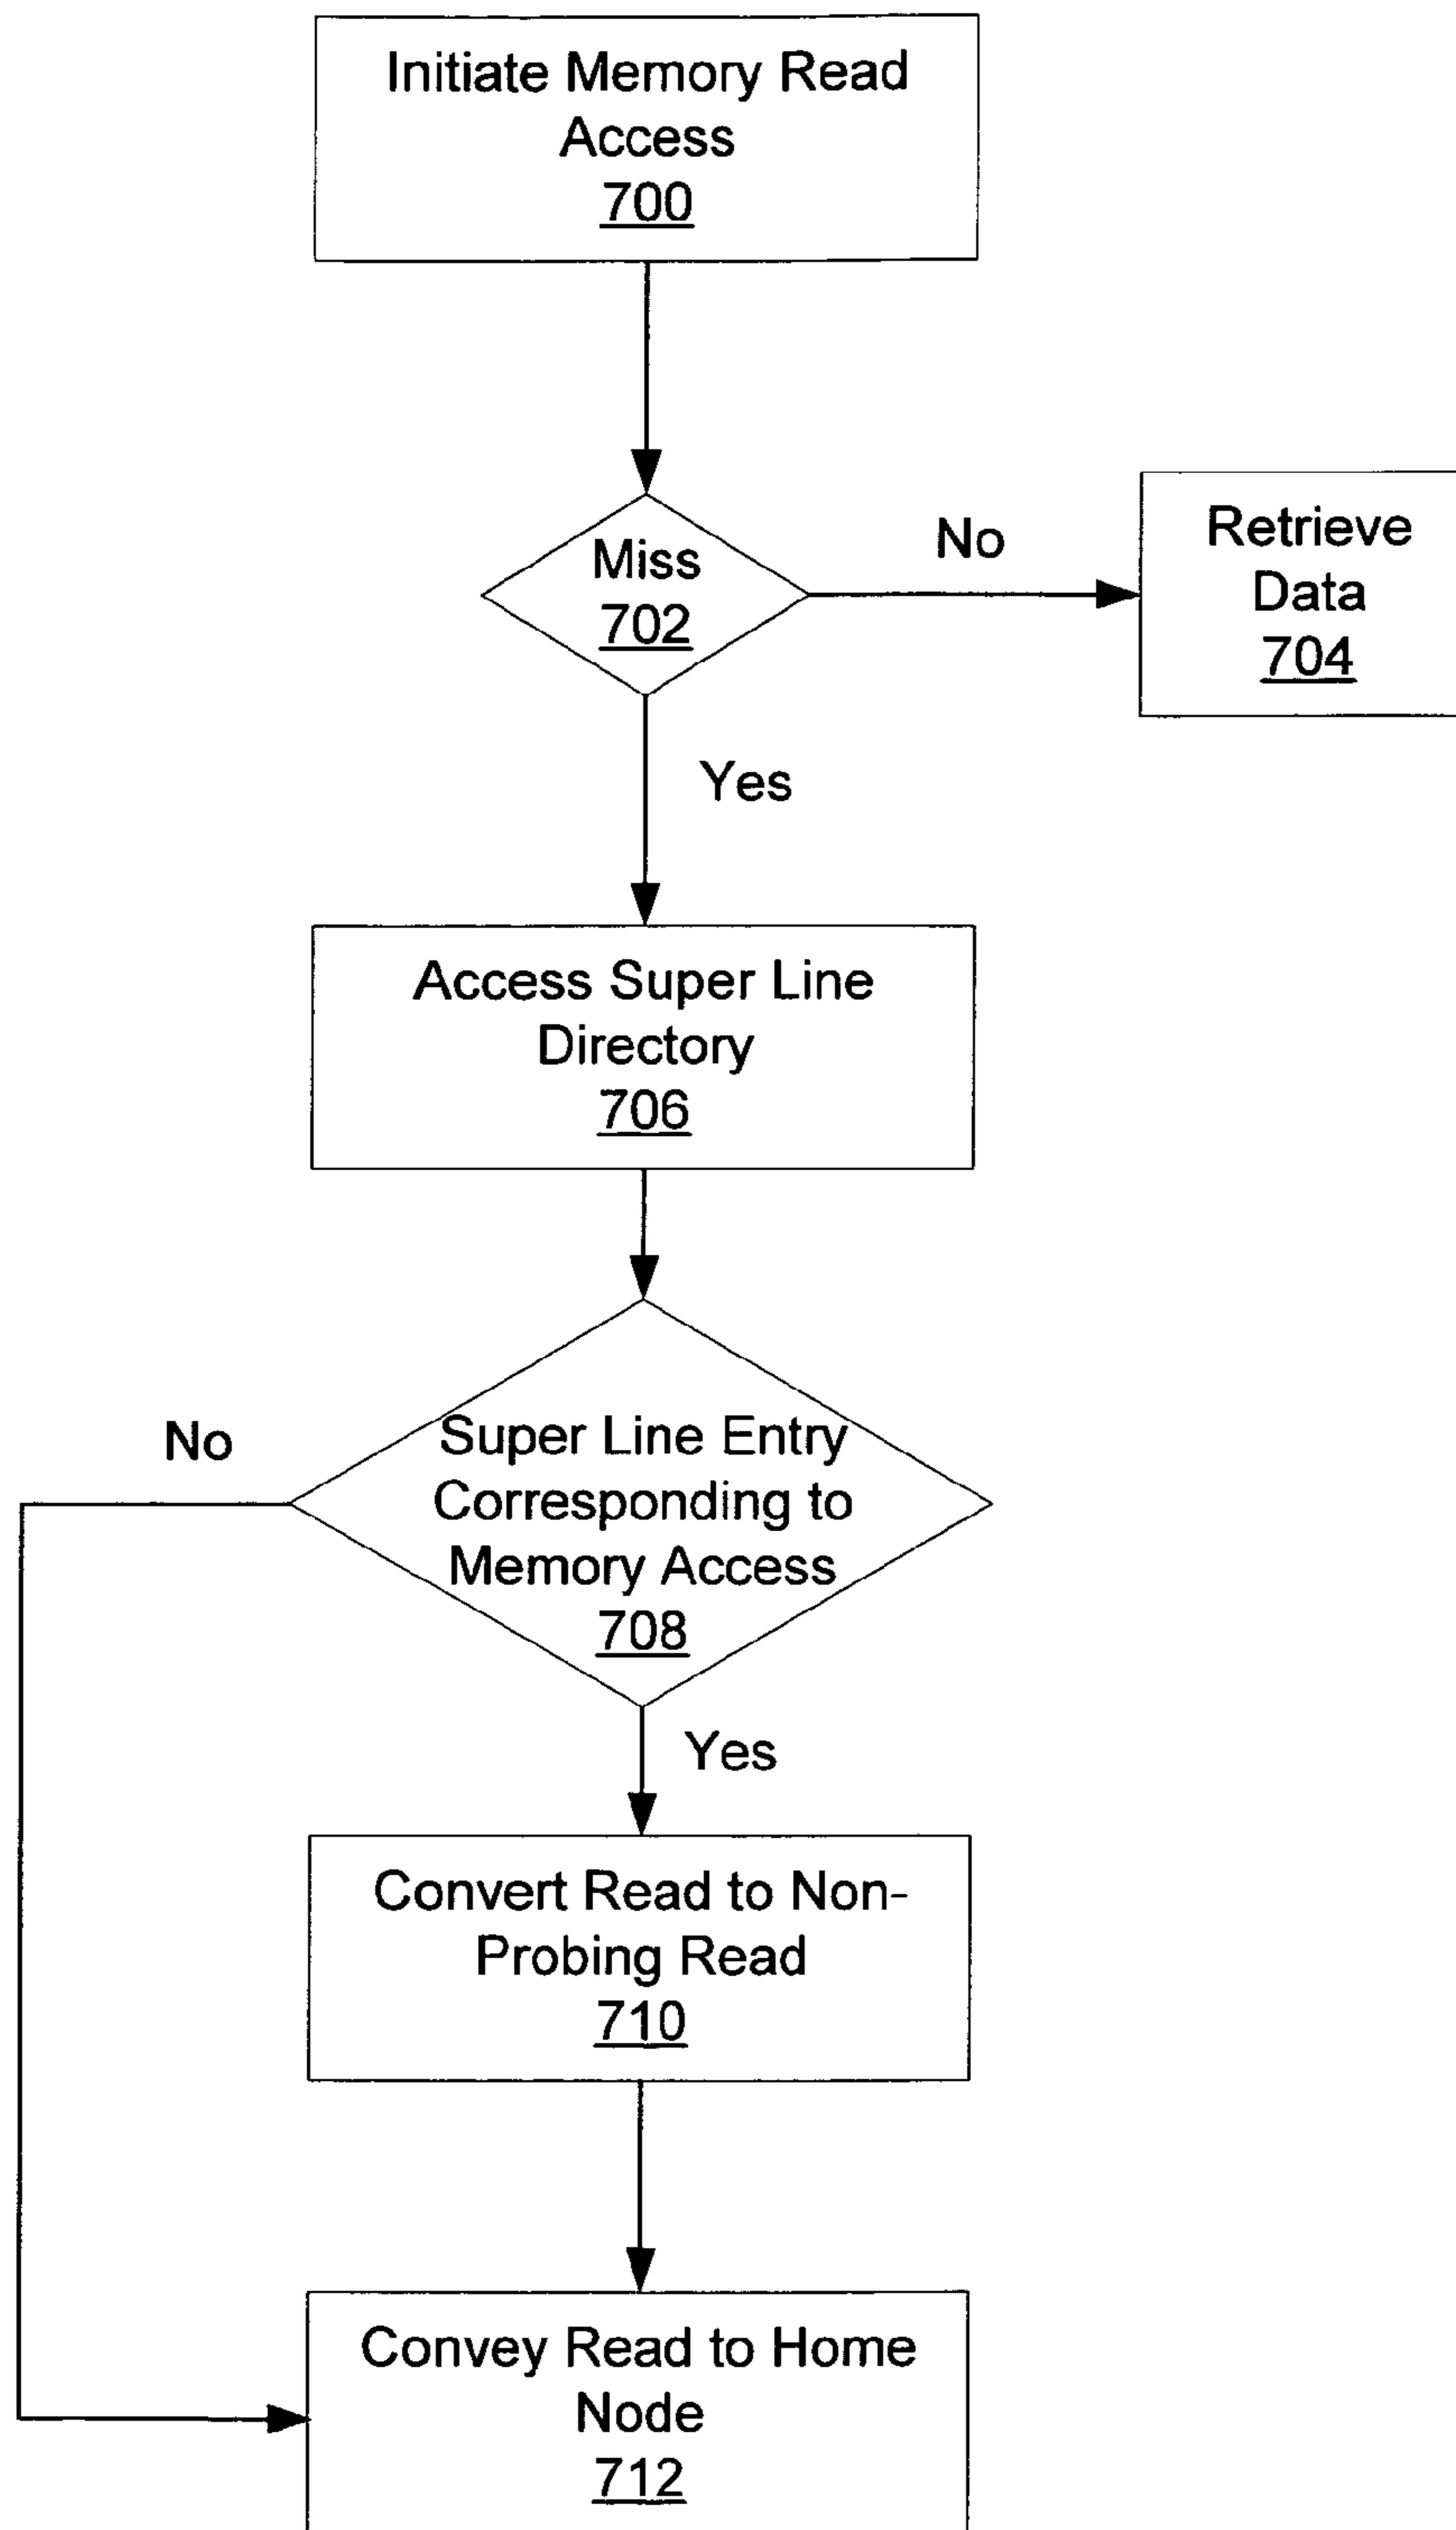 Initiate Memory Read
Access
700
Miss
702
No
Retrieve
Data
704
Yes
Access Super Line
Directory
706
No
Super Line Entry
Corresponding to
Memory Access
708
Yes
Convert Read to Non-
Probing Read
710
Convey Read to Home
Node
712